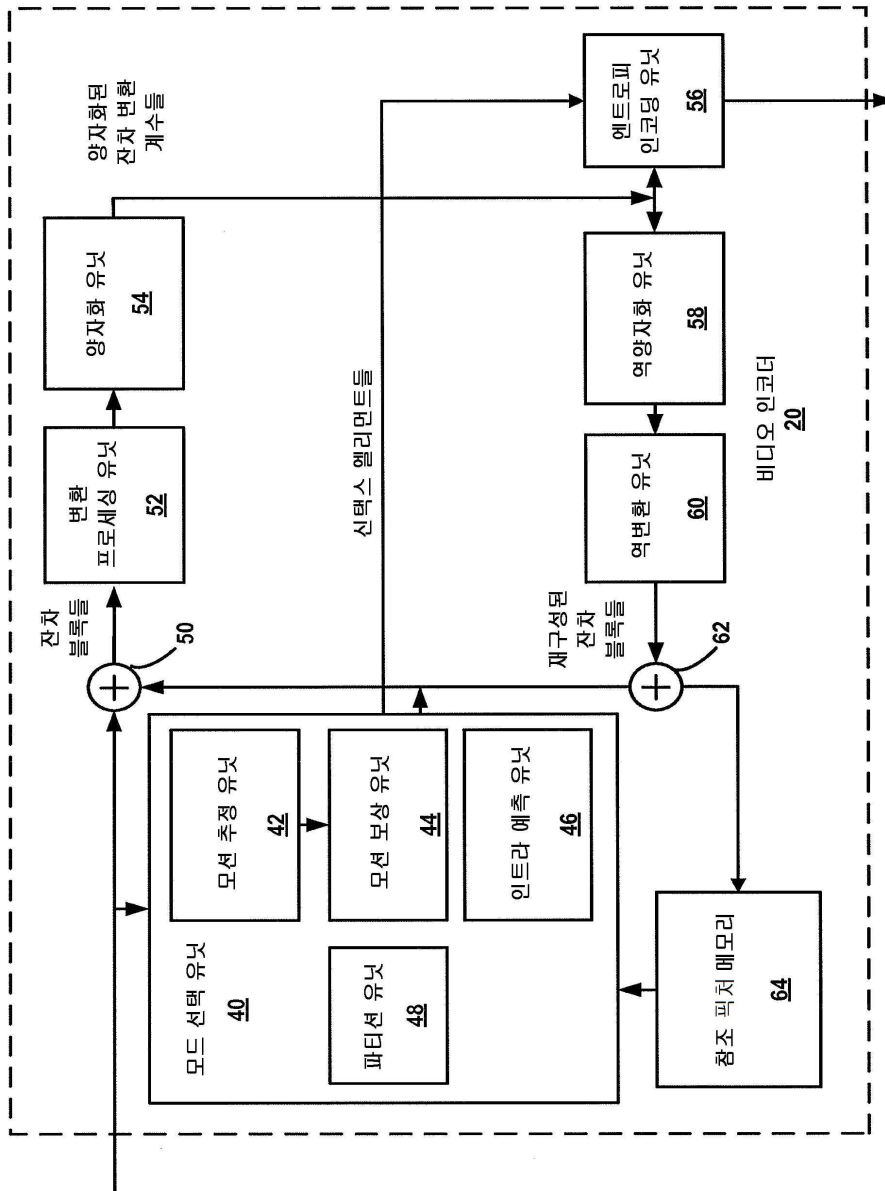 비디오 인코더
20
모드 선택 유닛
40
모션 추정 유닛
42
모션 보상 유닛
44
인트라 예측 유닛
46
파티션 유닛
48
참조 픽처 메모리
64
잔차
블록들
50
변환
프로세싱 유닛
52
양자화 유닛
54
양자화된
잔차 변환
계수들
신택스 엘리먼트들
재구성된
잔차
블록들
62
역변환 유닛
60
역양자화 유닛
58
엔트로피
인코딩 유닛
56